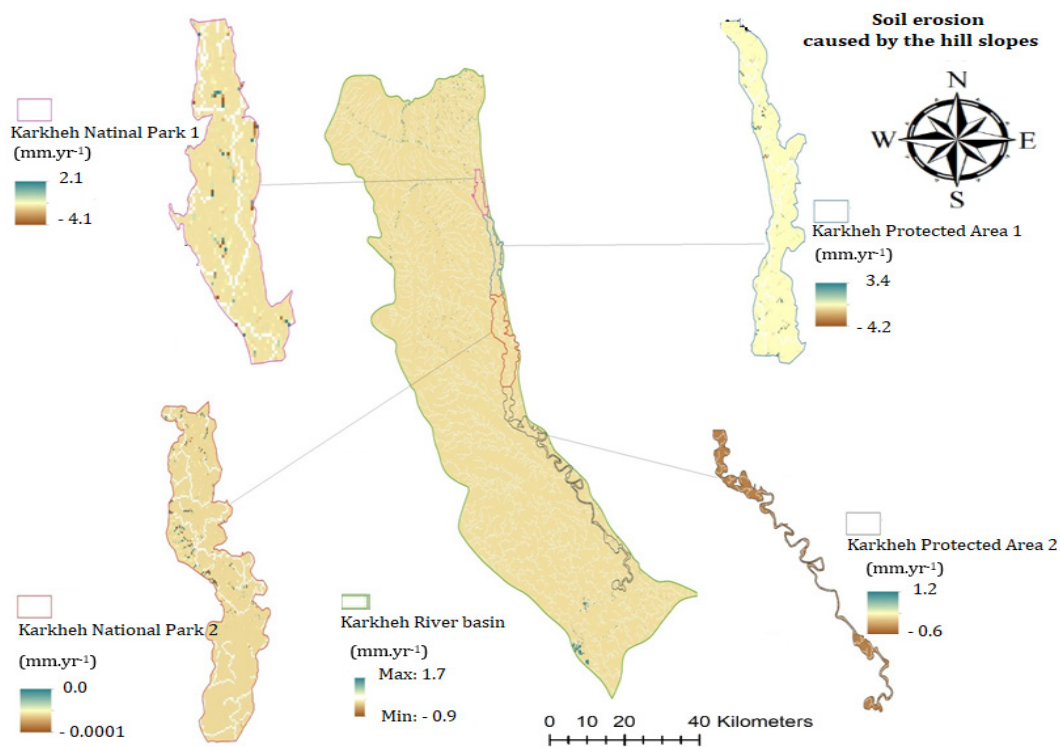 Soil erosion
caused by the hill slopes
N
W
E
S
Karkheh Natinal Park 1
(mm.yr-1)
2.1
- 4.1
Karkheh Protected Area 1
(mm.yr-1)
3.4
- 4.2
Karkheh National Park 2
(mm.yr-1)
0.0
- 0.0001
Karkheh River basin
(mm.yr-1)
Max: 1.7
Min: - 0.9
Karkheh Protected Area 2
(mm.yr-1)
1.2
- 0.6
0 10 20 40 Kilometers